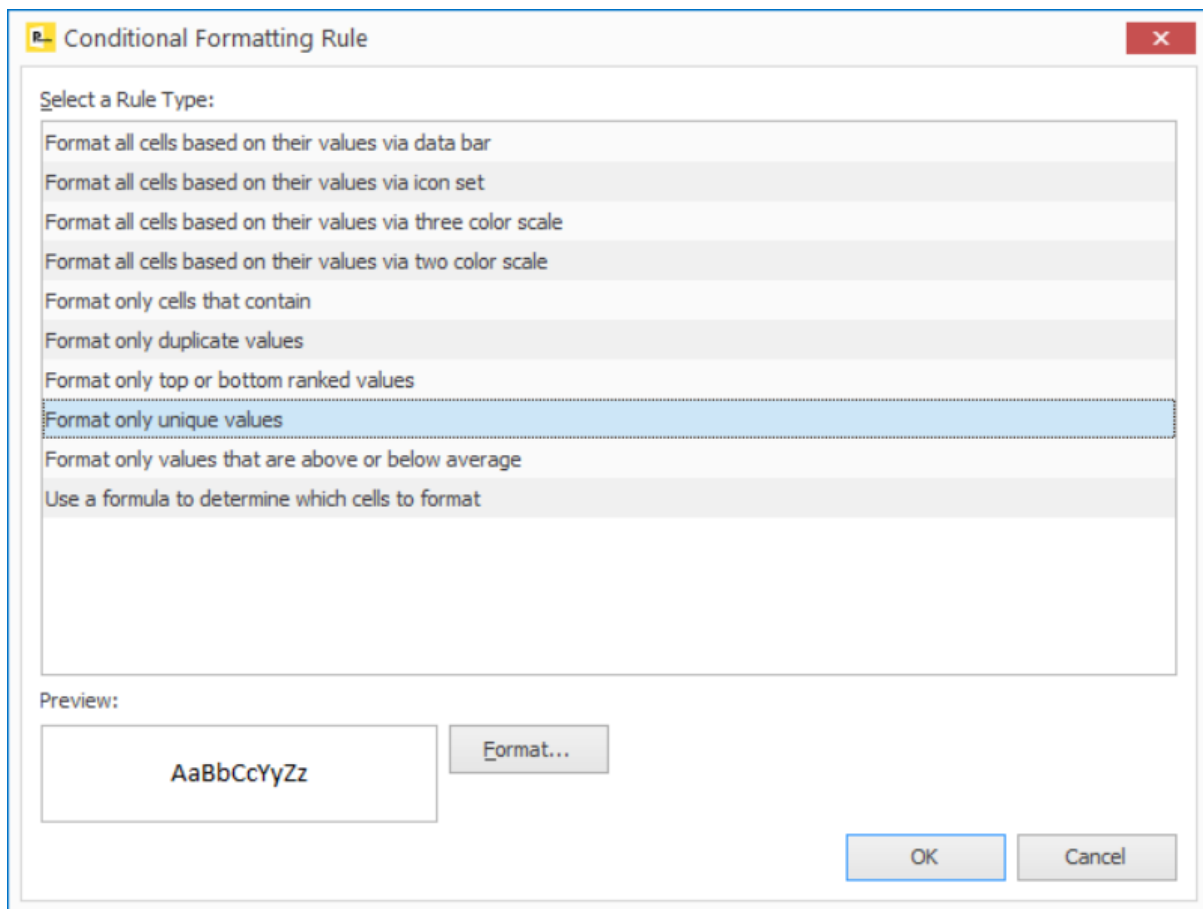 Conditional Formatting Rule
Select a Rule Type:
Format all cells based on their values via data bar
Format all cells based on their values via icon set
Format all cells based on their values via three color scale
Format all cells based on their values via two color scale
Format only cells that contain
Format only duplicate values
Format only top or bottom ranked values
Format only unique values
Format only values that are above or below average
Use a formula to determine which cells to format
Preview:
AaBbCcYyZz
Format...
OK
Cancel